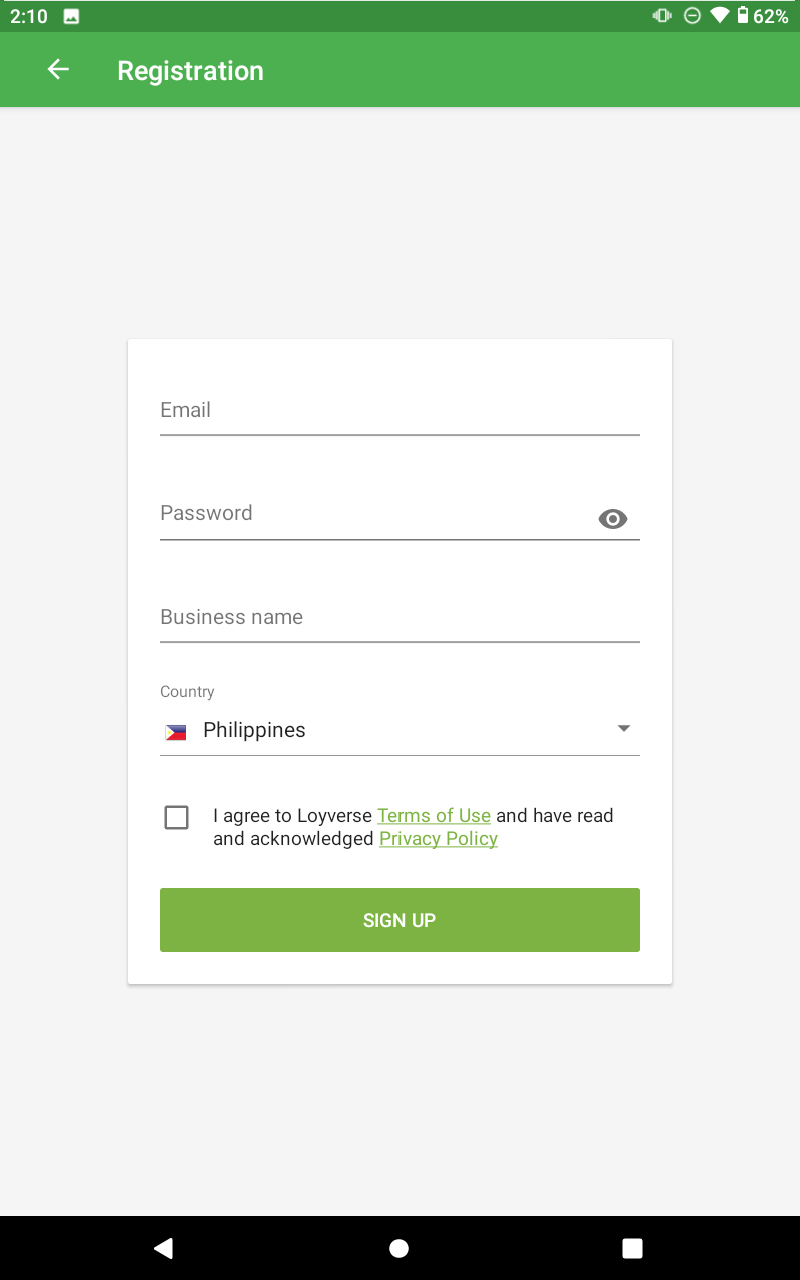 2:10 62%
Registration
Email
Password
Business name
Country
Philippines
I agree to Loyverse Terms of Use and have read
and acknowledged Privacy Policy
SIGN UP